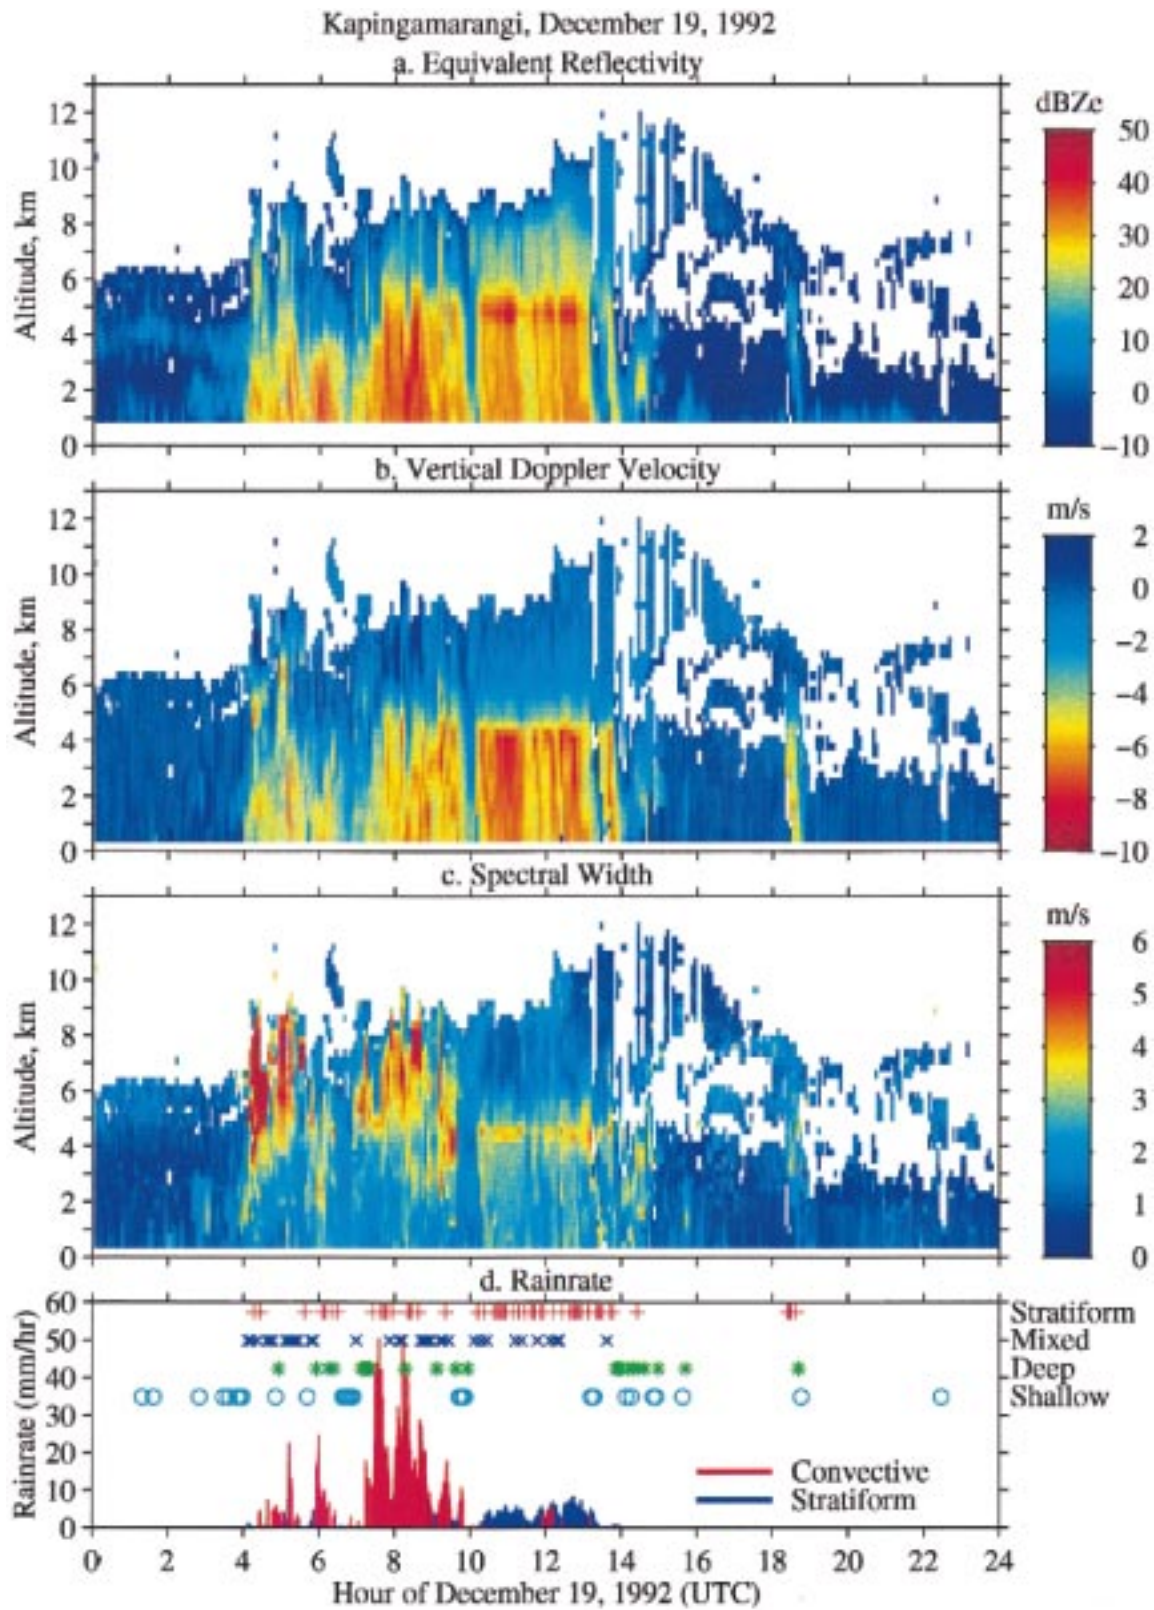 Kapingamarangi, December 19, 1992
a. Equivalent Reflectivity
dBZe
Altitude, km
12
10
8
6
4
2
0
50
40
30
20
10
0
−10
b. Vertical Doppler Velocity
m/s
Altitude, km
12
10
8
6
4
2
0
2
0
−2
−4
−6
−8
−10
c. Spectral Width
m/s
Altitude, km
12
10
8
6
4
2
0
6
5
4
3
2
1
0
d. Rainrate
Rainrate (mm/hr)
60
50
40
30
20
10
0
Stratiform
Mixed
Deep
Shallow
Convective
Stratiform
0 2 4 6 8 10 12 14 16 18 20 22 24
Hour of December 19, 1992 (UTC)